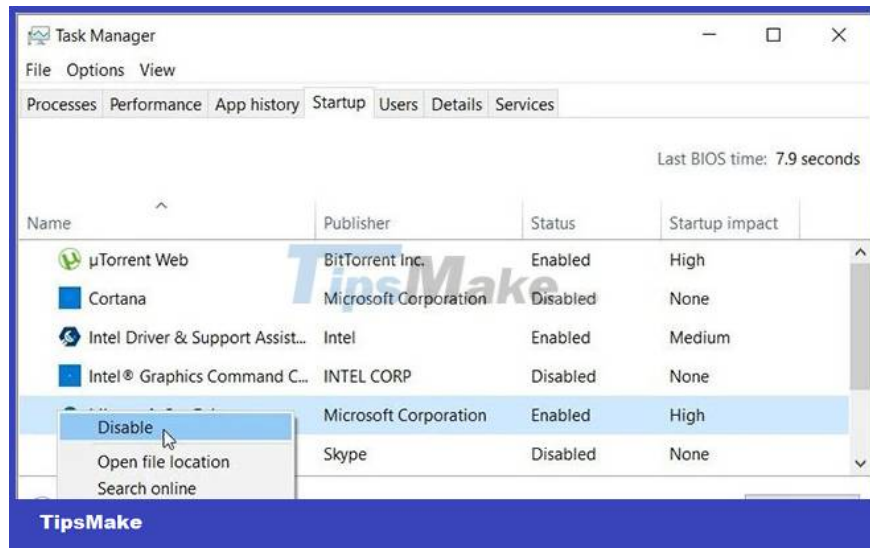 Task Manager
File Options View
Processes Performance App history Startup Users Details Services
Last BIOS time: 7.9 seconds
Name Publisher Status Startup impact
µTorrent Web BitTorrent Inc. Enabled High
Cortana Microsoft Corporation Disabled None
Intel Driver & Support Assist... Intel Enabled Medium
Intel® Graphics Command C... INTEL CORP Disabled None
Microsoft Corporation Enabled High
Disable
Skype Disabled None
Open file location
Search online
TipsMake
TipsMake